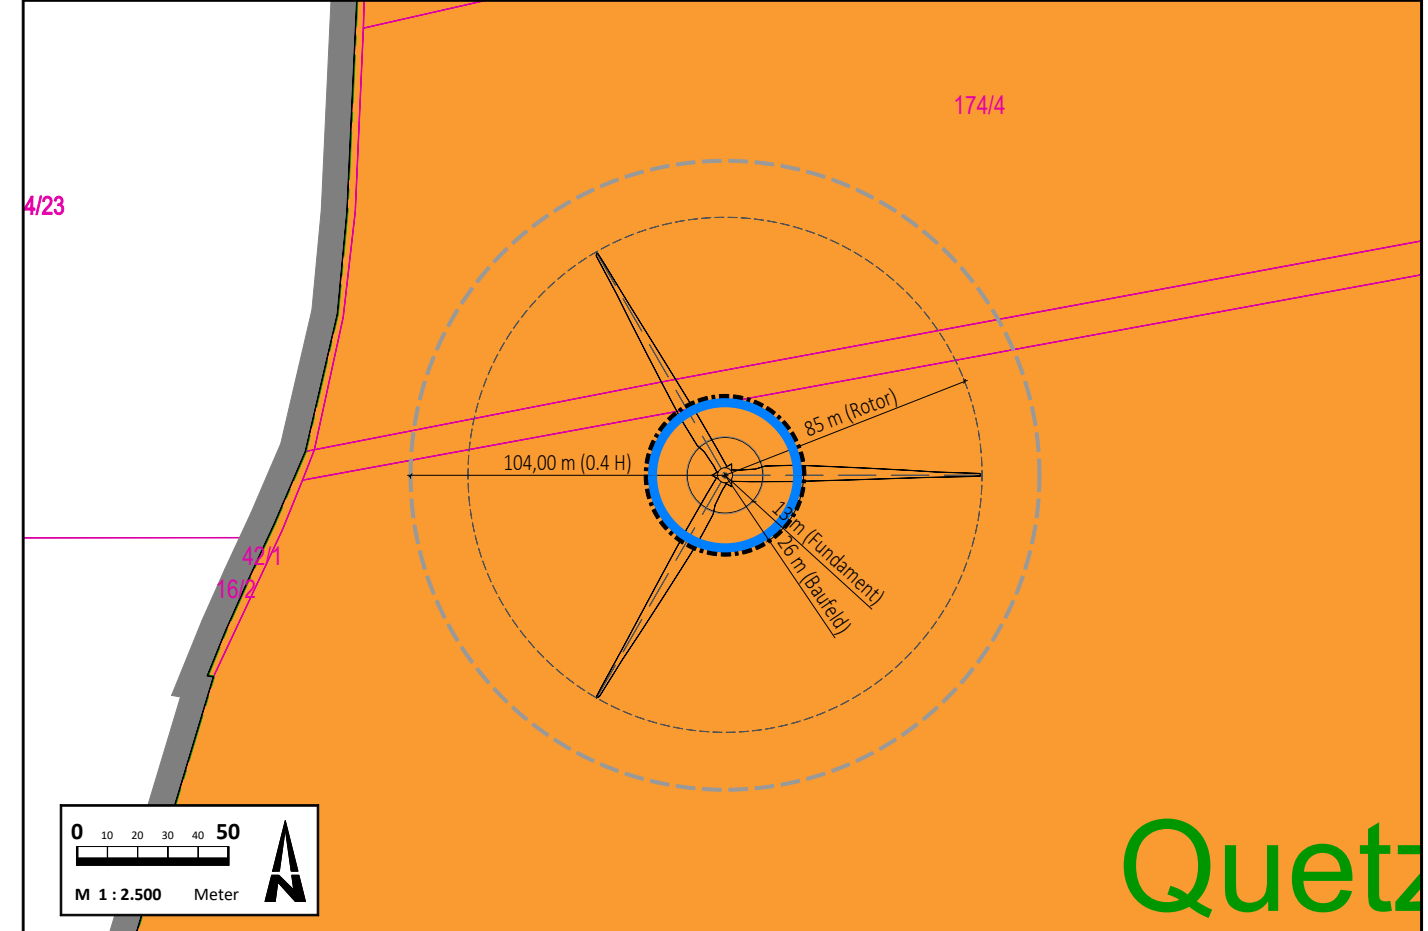 174/4
4/23
85 m (Rotor)
104,00 m (0.4 H)
13 m (Fundament)
26 m (Baufeld)
42/1
16/2
0 10 20 30 40 50
M 1 : 2.500 Meter
N
Quetz